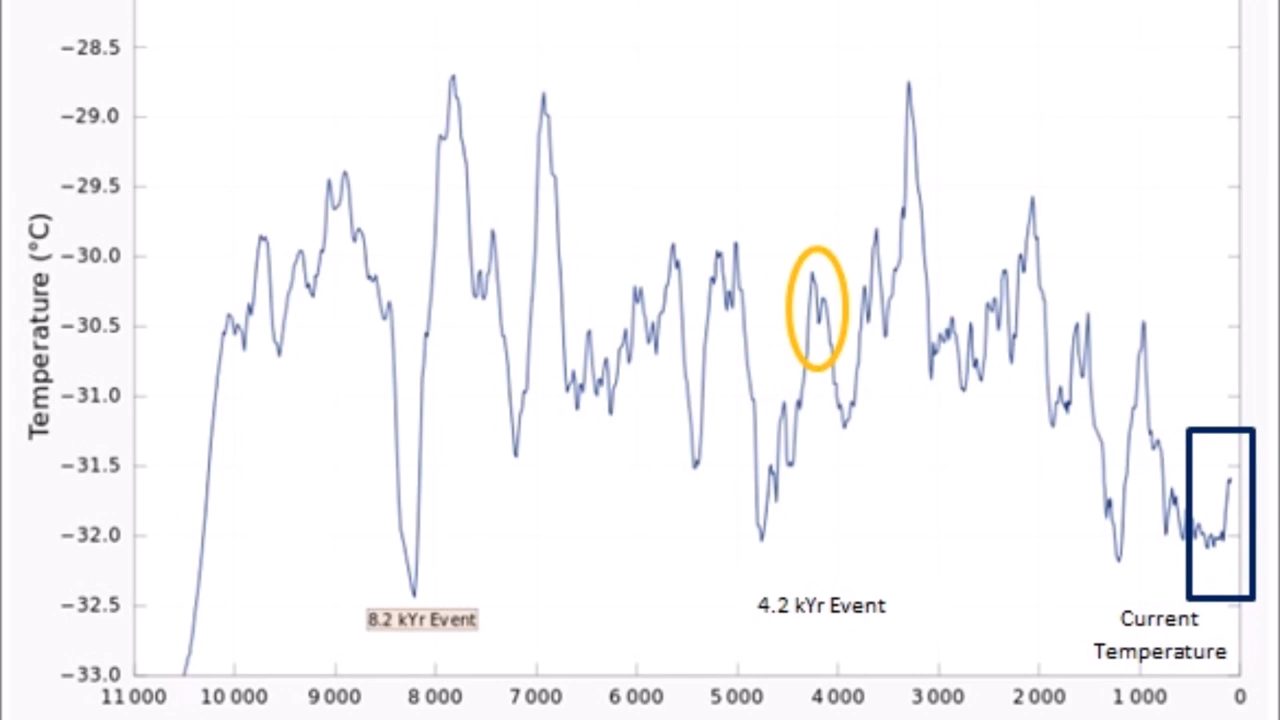 −28.5
−29.0
−29.5
−30.0
−30.5
−31.0
−31.5
−32.0
−32.5
−33.0
Temperature (°C)
8.2 kYr Event
4.2 kYr Event
Current
Temperature
11 000 10 000 9 000 8 000 7 000 6 000 5 000 4 000 3 000 2 000 1 000 0